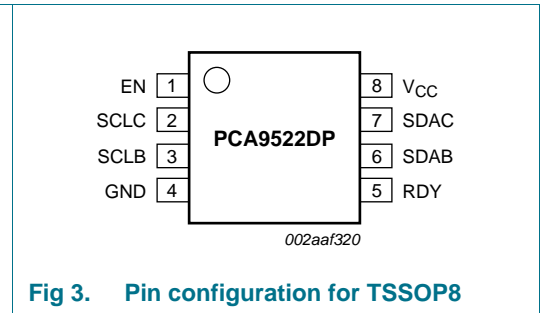 EN 1 8 VCC
SCLC 2 7 SDAC
PCA9522DP
SCLB 3 6 SDAB
GND 4 5 RDY
002aaf320
Fig 3. Pin configuration for TSSOP8